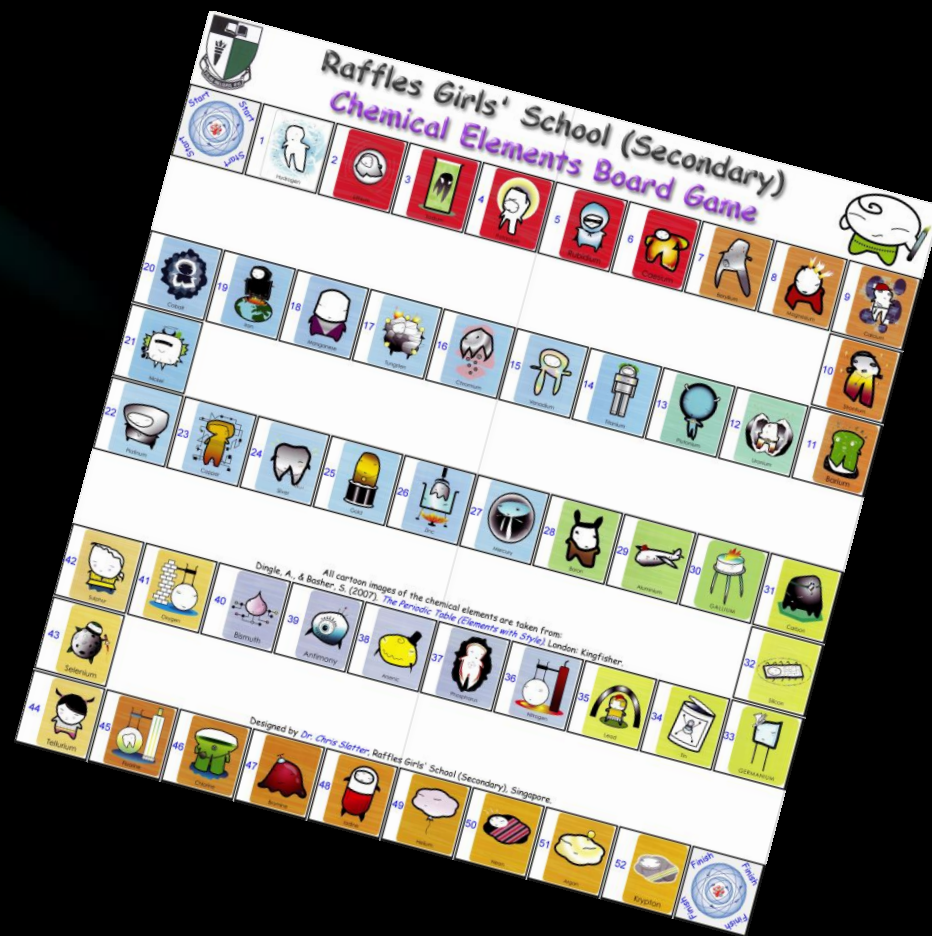 Raffles Girls' School (Secondary)
Chemical Elements Board Game
Start Start
Start Start
1 Hydrogen
2
3
4
5 Rubidium
6 Caesium
7 Beryllium
8 Magnesium
9 Calcium
20 Cobalt
19 Iron
18 Manganese
17 Tungsten
16 Chromium
15 Vanadium
14 Titanium
13 Plutonium
12 Uranium
11 Barium
10 Strontium
21 Nickel
22 Platinum
23 Copper
24 Silver
25 Gold
26 Zinc
27 Mercury
28 Boron
29 Aluminium
30 GALLIUM
31 Carbon
All cartoon images of the chemical elements are taken from:
Dingle, A., & Basher, S. (2007). The Periodic Table (Elements with Style). London: Kingfisher.
42 Sulphur
41 Oxygen
40 Bismuth
39 Antimony
38 Arsenic
37 Phosphorus
36 Nitrogen
35 Lead
34 Tin
33 GERMANIUM
32 Silicon
43 Selenium
44 Tellurium
45 Fluorine
46 Chlorine
47 Bromine
48 Iodine
49 Helium
50 Neon
51 Argon
52 Krypton
Designed by Dr. Chris Slatter, Raffles Girls' School (Secondary), Singapore.
Finish Finish
Finish Finish